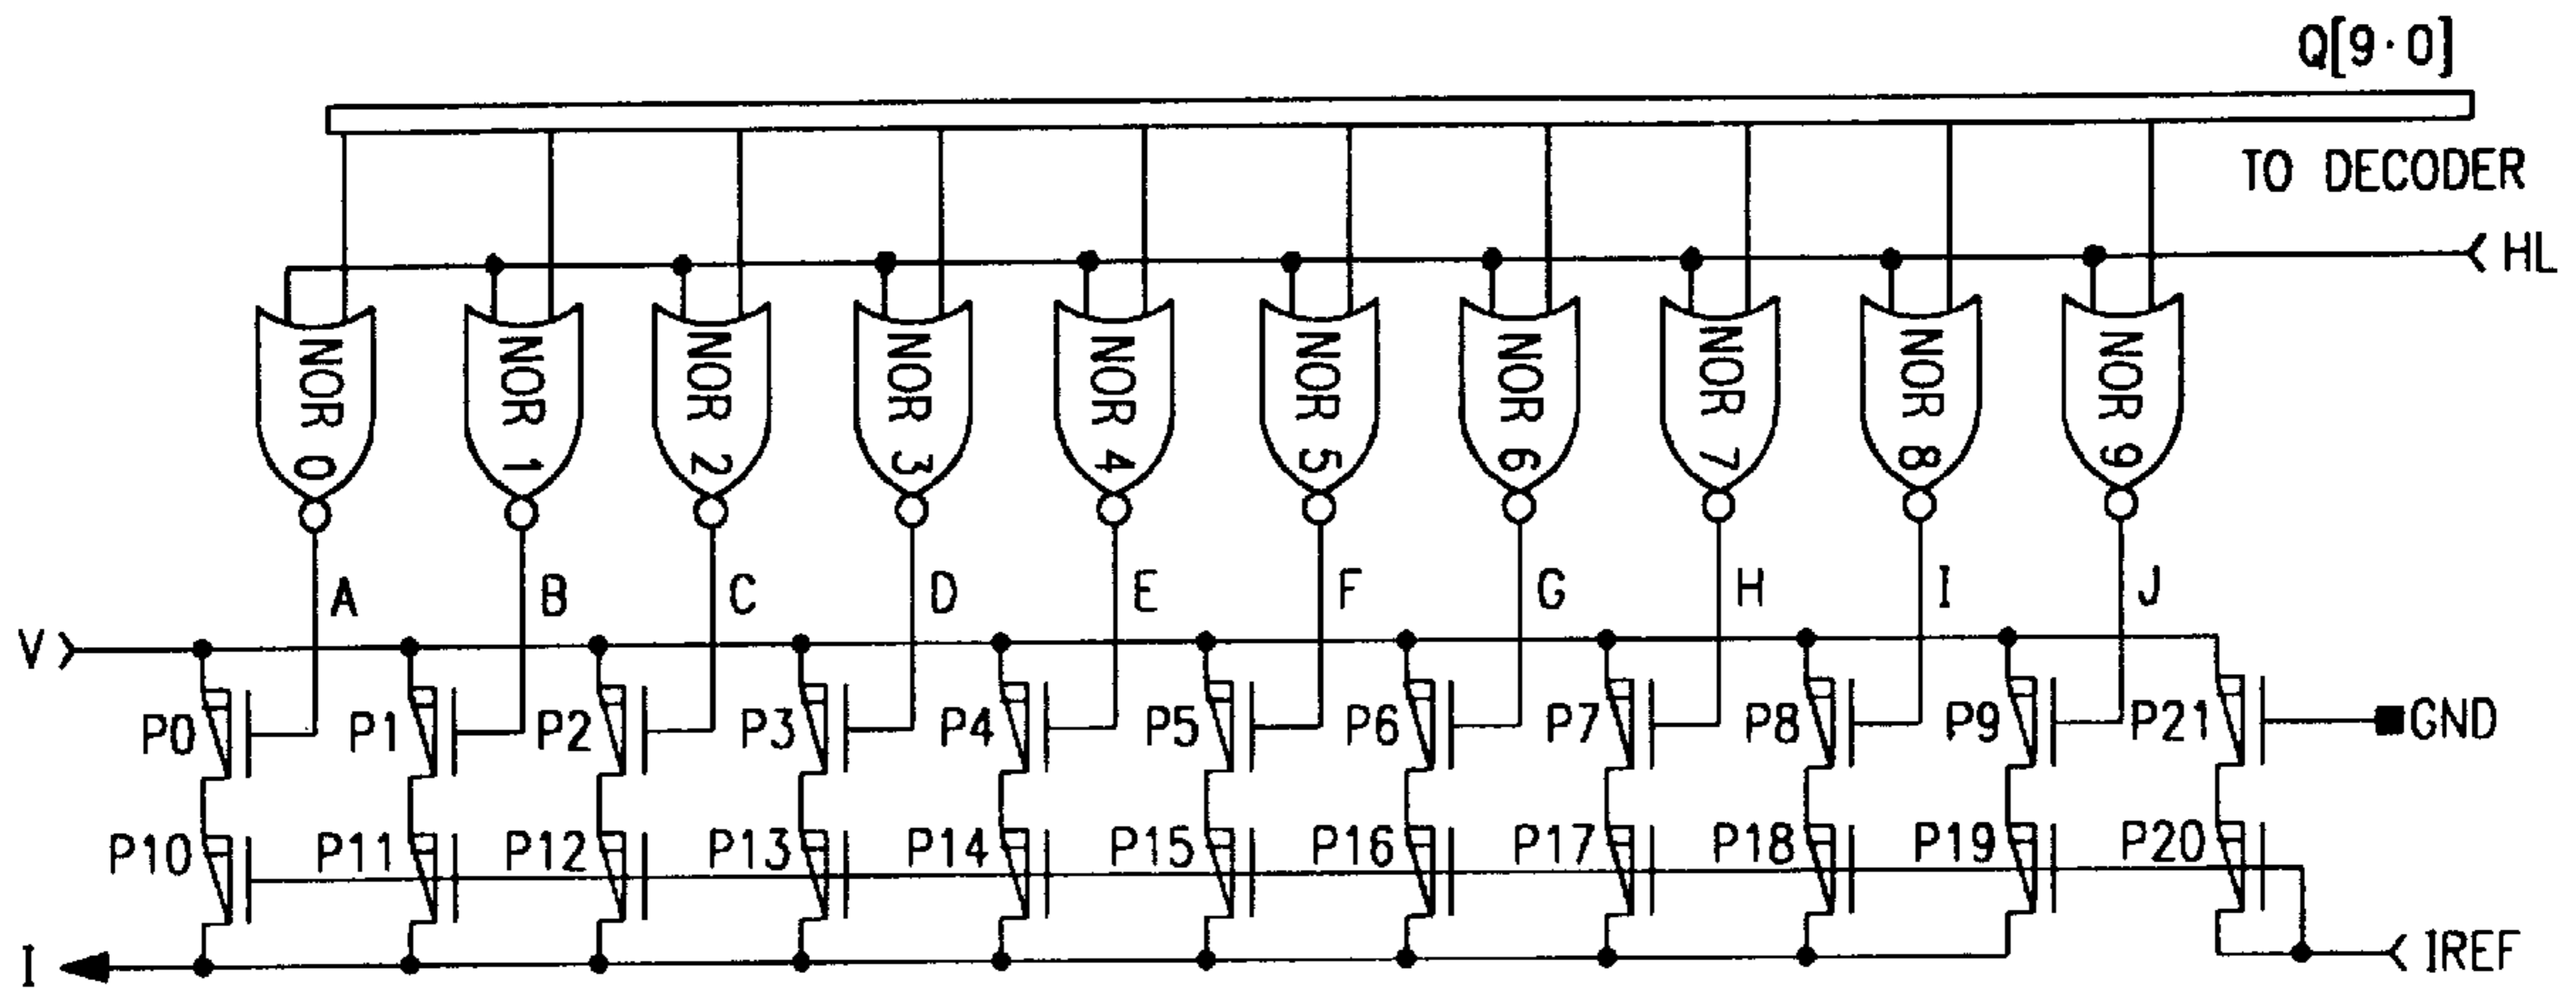 Q[9·0]
TO DECODER
HL
NOR 0
NOR 1
NOR 2
NOR 3
NOR 4
NOR 5
NOR 6
NOR 7
NOR 8
NOR 9
A
B
C
D
E
F
G
H
I
J
V
P0
P1
P2
P3
P4
P5
P6
P7
P8
P9
P21
GND
P10
P11
P12
P13
P14
P15
P16
P17
P18
P19
P20
I
IREF